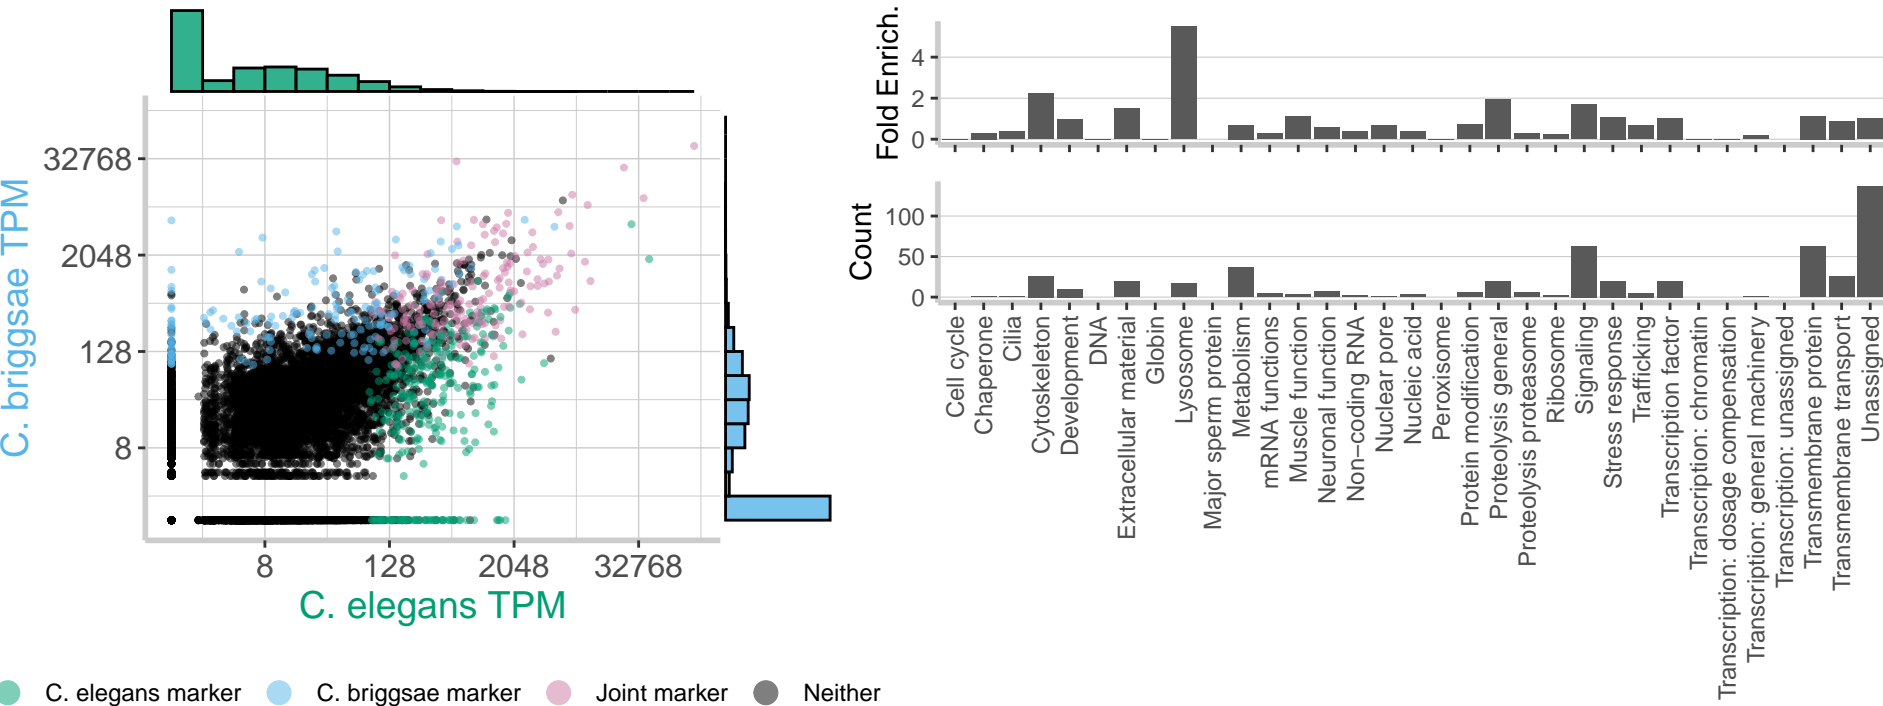 C. briggsae TPM
32768
2048
128
8
8
128
2048
32768
C. elegans TPM
C. elegans marker
C. briggsae marker
Joint marker
Neither
Fold Enrich.
4
2
0
Count
100
50
0
Cell cycle
Chaperone
Cilia
Cytoskeleton
Development
DNA
Extracellular material
Globin
Lysosome
Major sperm protein
Metabolism
mRNA functions
Muscle function
Neuronal function
Non−coding RNA
Nuclear pore
Nucleic acid
Peroxisome
Protein modification
Proteolysis general
Proteolysis proteasome
Ribosome
Signaling
Stress response
Trafficking
Transcription factor
Transcription: chromatin
Transcription: dosage compensation
Transcription: general machinery
Transcription: unassigned
Transmembrane protein
Transmembrane transport
Unassigned